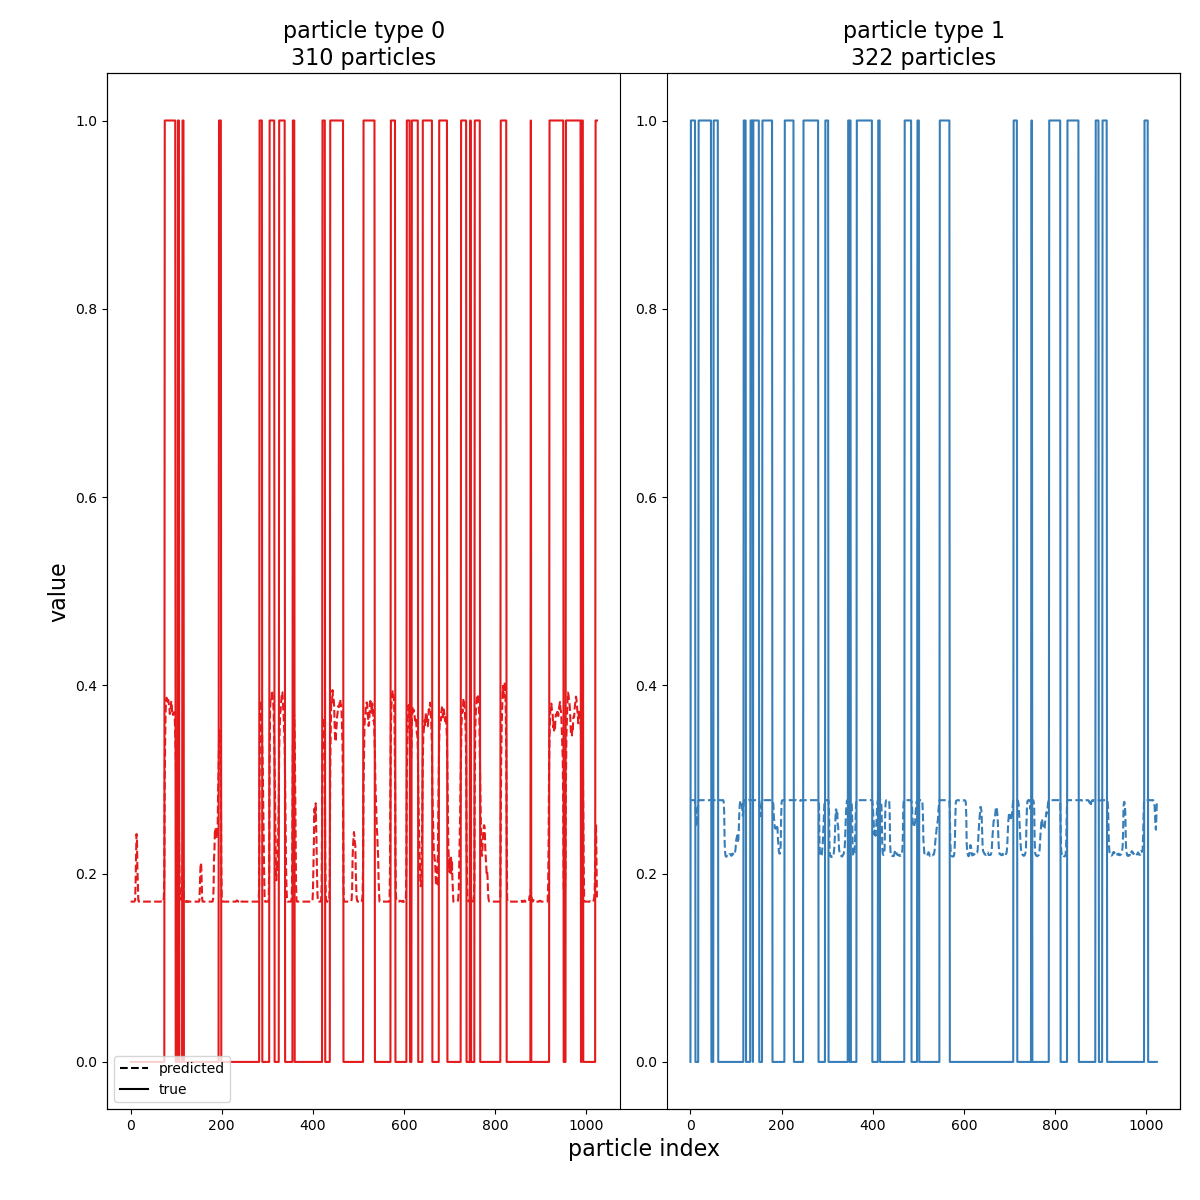 particle type 0
310 particles
particle type 1
322 particles
value
1.0
0.8
0.6
0.4
0.2
0.0
1.0
0.8
0.6
0.4
0.2
0.0
predicted
true
0 200 400 600 800 1000
0 200 400 600 800 1000
particle index